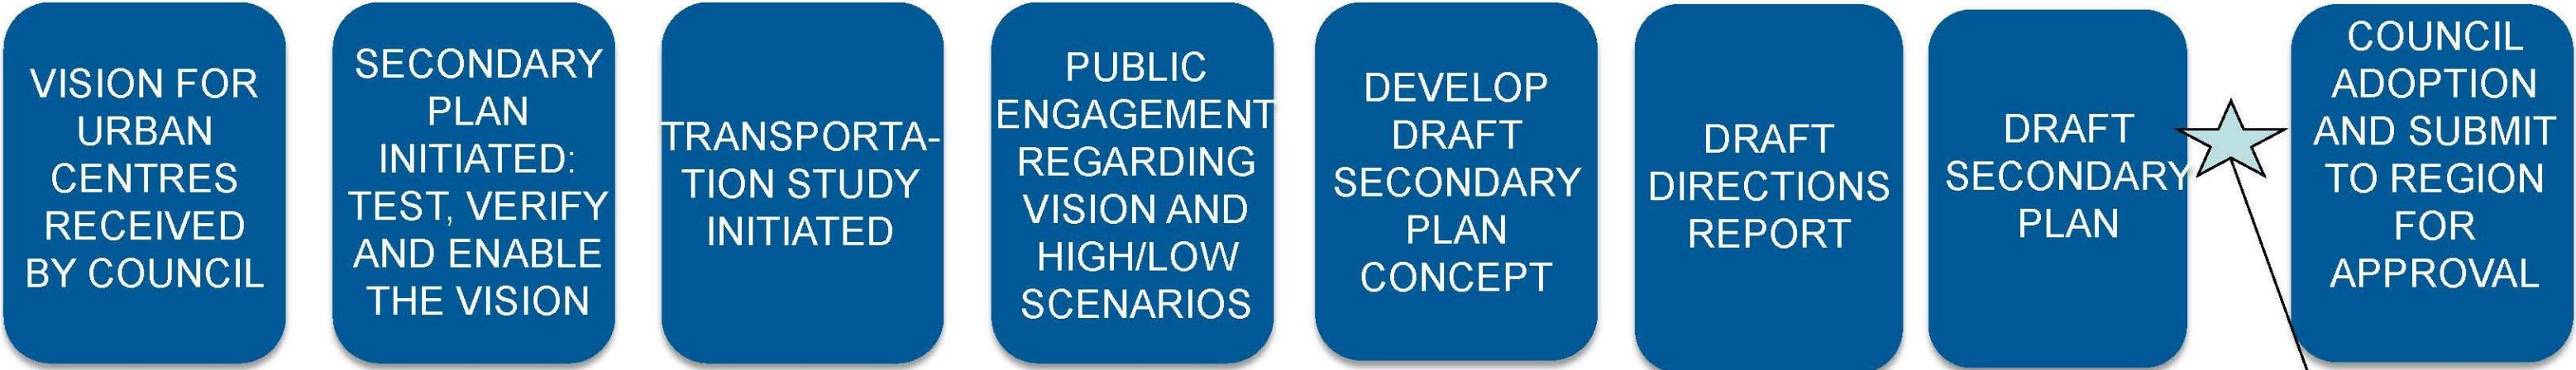 VISION FOR
URBAN
CENTRES
RECEIVED
BY COUNCIL
SECONDARY
PLAN
INITIATED:
TEST, VERIFY
AND ENABLE
THE VISION
TRANSPORTA-
TION STUDY
INITIATED
PUBLIC
ENGAGEMENT
REGARDING
VISION AND
HIGH/LOW
SCENARIOS
DEVELOP
DRAFT
SECONDARY
PLAN
CONCEPT
DRAFT
DIRECTIONS
REPORT
DRAFT
SECONDARY
PLAN
COUNCIL
ADOPTION
AND SUBMIT
TO REGION
FOR
APPROVAL